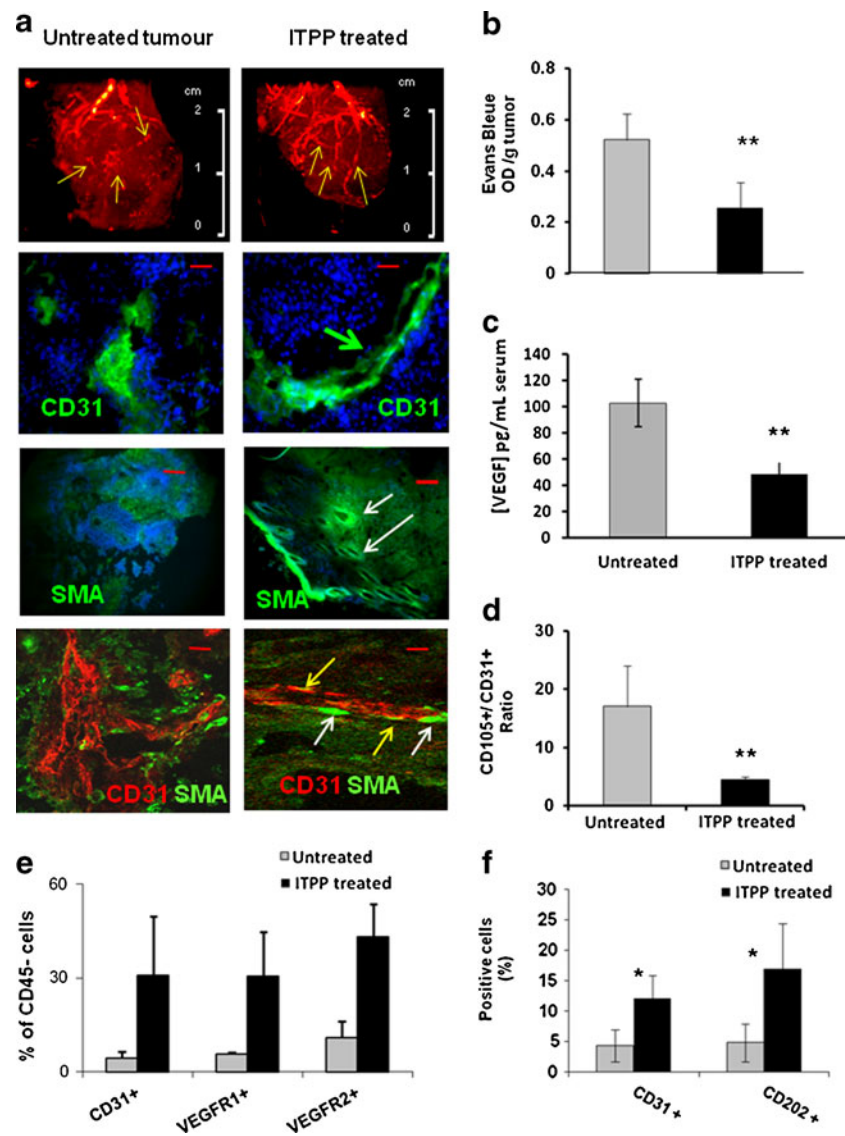 a
Untreated tumour
ITPP treated
cm
2
1
0
cm
2
1
0
CD31
CD31
SMA
SMA
CD31 SMA
CD31 SMA
b
Evans Bleue
OD /g tumor
0.8
0.6
0.4
0.2
0
**
c
[VEGF] pg/mL serum
140
120
100
80
60
40
20
0
**
Untreated
ITPP treated
d
CD105+/ CD31+
Ratio
30
20
10
0
**
Untreated
ITPP treated
e
Untreated
ITPP treated
% of CD45- cells
60
30
0
CD31+
VEGFR1+
VEGFR2+
f
Untreated
ITPP treated
Positive cells
(%)
30
25
20
15
10
5
0
*
*
CD31+
CD202+